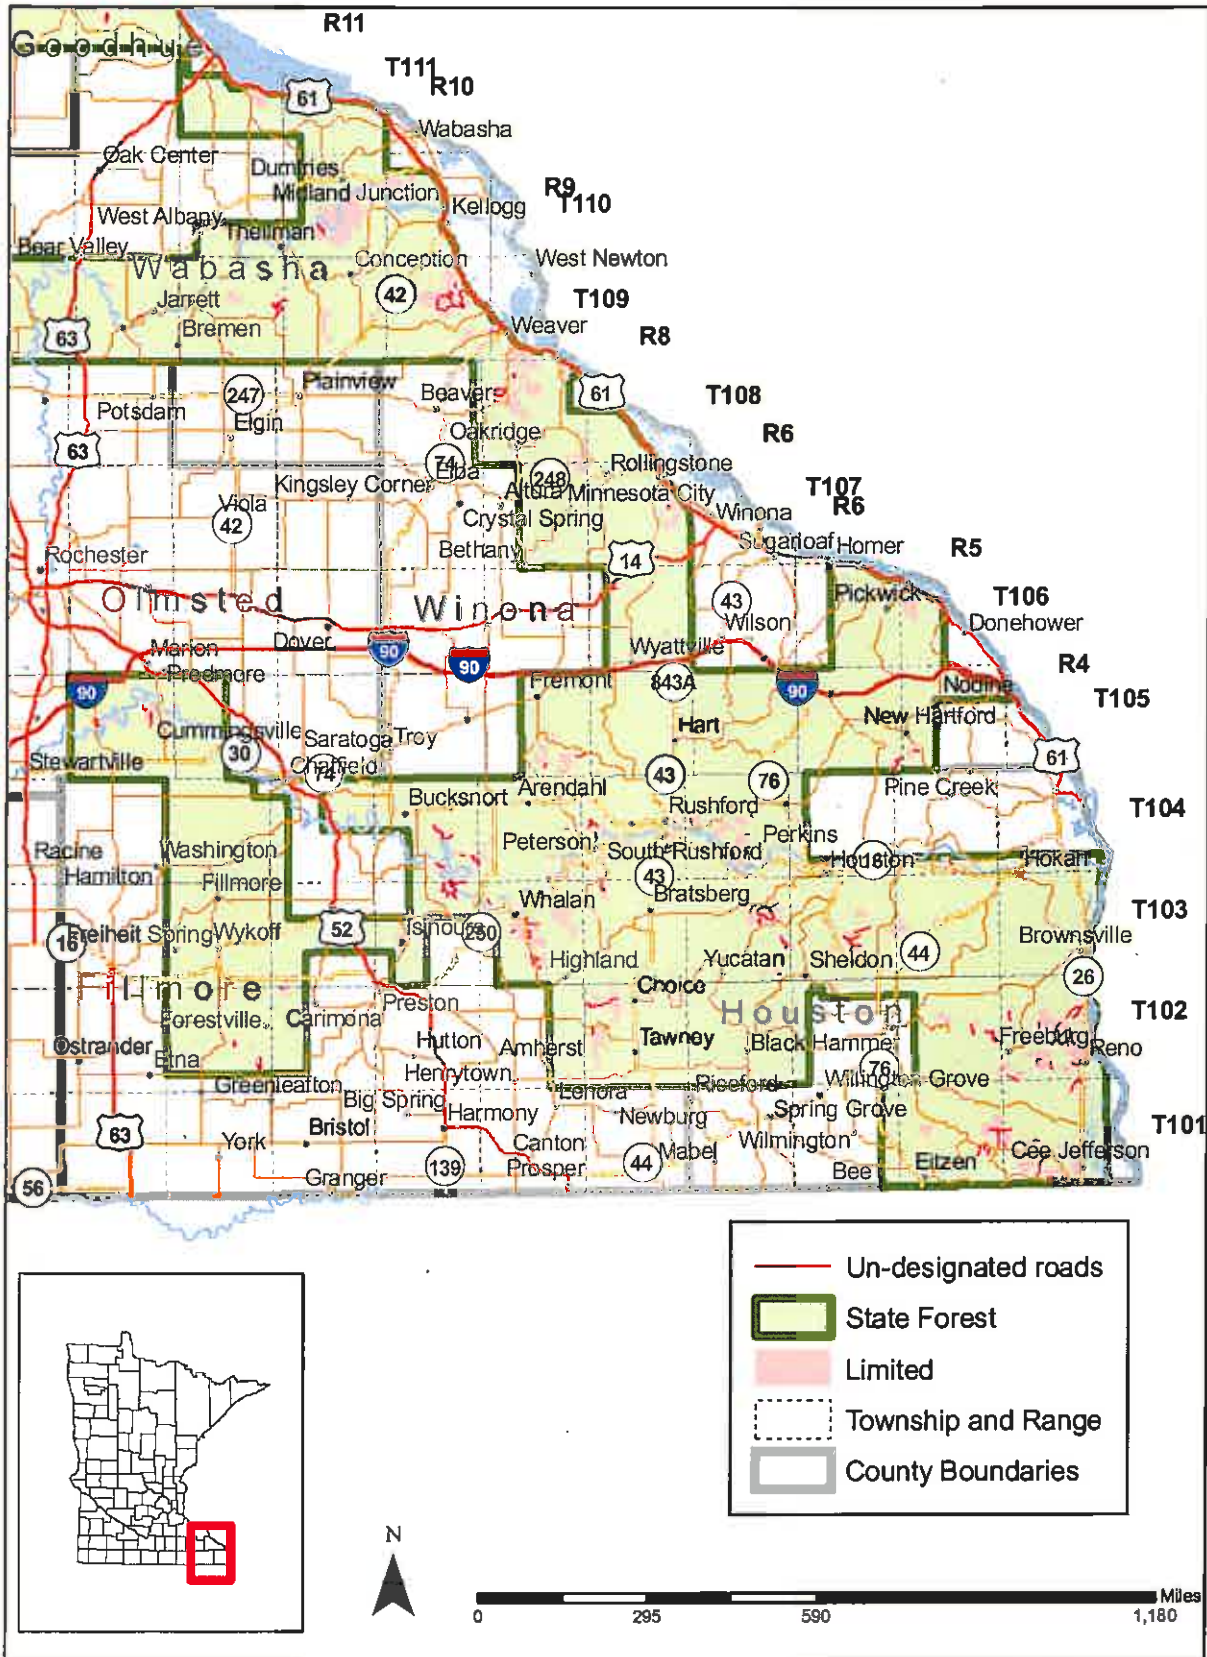 R11
Goodhue
T111
R10
61
Wabasha
Oak Center
Dumfries
Midland Junction
R9
T110
Kellogg
West Albany
Theilman
Bear Valley
Wabasha
Conception
West Newton
42
T109
Jarrett
Bremen
63
Weaver
R8
Plainview
247
Beaver
61
T108
Potsdam
Elgin
Oakridge
R6
63
74
Elba
Rollingstone
Kingsley Corner
248
Altura
Minnesota City
T107
R6
Viola
42
Crystal Spring
Winona
Bethany
Sugarloaf
Homer
R5
Rochester
14
Olmsted
Winona
43
Pickwick
T106
Dover
Wilson
Donehower
Marion
90
90
Wyattville
R4
Predmore
90
Fremont
843A
90
Nodine
T105
Cummingsville
Hart
New Hartford
30
Saratoga
Troy
Stewartville
Chatfield
74
43
76
61
Bucksnort
Arendahl
Pine Creek
Rushford
T104
Peterson
Perkins
Racine
Washington
South Rushford
Houston
16
Hokah
Hamilton
Fillmore
43
Bratsberg
Whalan
T103
16
Freiheit Spring
Wykoff
52
Isinours
250
Brownsville
44
Highland
Yucatan
Sheldon
26
Fillmore
Preston
Choice
Houston
T102
Forestville
Carimona
Hutton
Amherst
Tawney
Black Hammer
Freeburg
Reno
Ostrander
Etna
Henrytown
76
Greenleafton
Lenora
Riceford
Wilmington Grove
Big Spring
Harmony
Newburg
Spring Grove
T101
63
York
Bristol
Canton
Wilmington
Mabel
Cee Jefferson
139
Prosper
44
Bee
Eitzen
56
Granger
Un-designated roads
State Forest
Limited
Township and Range
County Boundaries
N
Miles
0
295
590
1,180